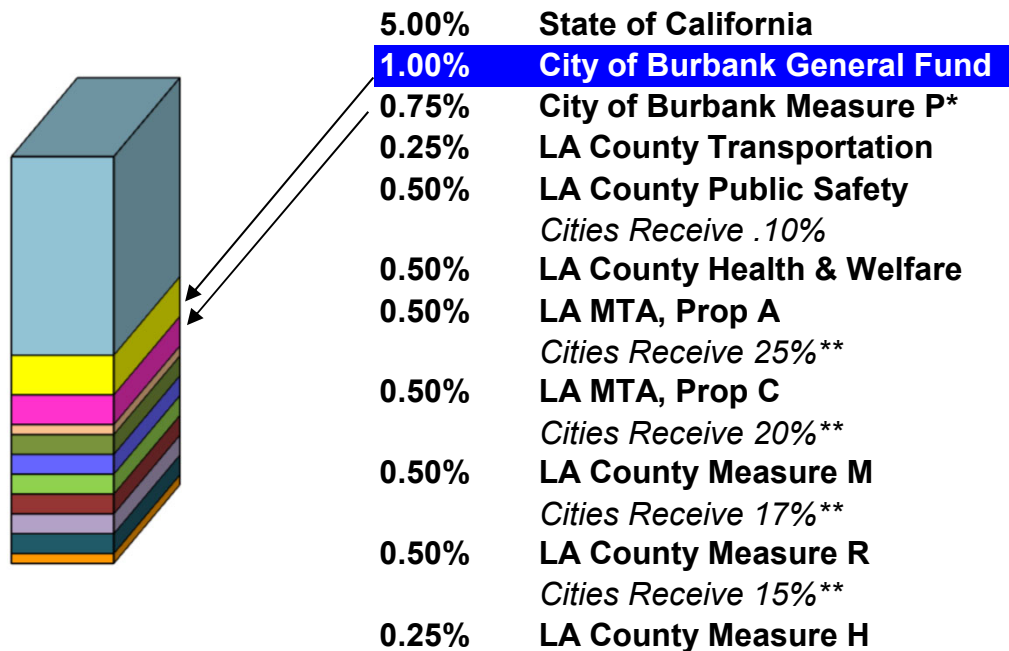 5.00% State of California
1.00% City of Burbank General Fund
0.75% City of Burbank Measure P*
0.25% LA County Transportation
0.50% LA County Public Safety
Cities Receive .10%
0.50% LA County Health & Welfare
0.50% LA MTA, Prop A
Cities Receive 25%**
0.50% LA MTA, Prop C
Cities Receive 20%**
0.50% LA County Measure M
Cities Receive 17%**
0.50% LA County Measure R
Cities Receive 15%**
0.25% LA County Measure H